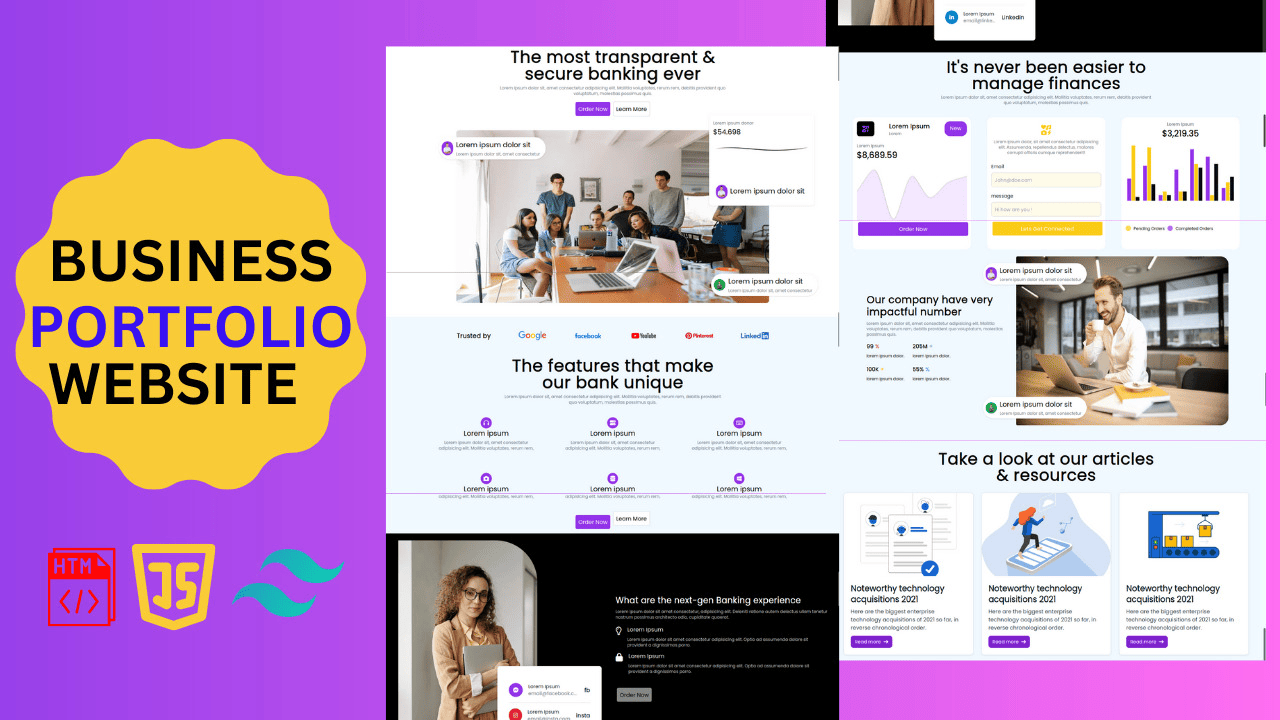 BUSINESS
PORTFOLIO
WEBSITE
HTM
</>
JS
The most transparent &
secure banking ever
Lorem ipsum dolor sit, amet consectetur adipisicing elit. Mollitia voluptates, rerum rem, debitis provident quo
voluptatum, molestias possimus quis.
Order Now
Learn More
Lorem ipsum dolor sit
Lorem ipsum dolor sit, amet consectetur
Lorem ipsum donor
$54,698
Lorem ipsum dolor sit
Lorem ipsum dolor sit
Lorem ipsum dolor sit, amet consectetur
Trusted by
Google
facebook
YouTube
Pinterest
Linked in
The features that make
our bank unique
Lorem ipsum dolor sit, amet consectetur adipisicing elit. Mollitia voluptates, rerum rem, debitis provident
quo voluptatum, molestias possimus quis.
Lorem ipsum
Lorem ipsum dolor sit, amet consectetur
adipisicing elit. Mollitia voluptates, rerum rem.
Lorem ipsum
Lorem ipsum dolor sit, amet consectetur
adipisicing elit. Mollitia voluptates, rerum rem.
Lorem ipsum
Lorem ipsum dolor sit, amet consectetur
adipisicing elit. Mollitia voluptates, rerum rem.
Lorem ipsum
adipisicing elit. Mollitia voluptates, rerum rem.
Lorem ipsum
adipisicing elit. Mollitia voluptates, rerum rem.
Lorem ipsum
adipisicing elit. Mollitia voluptates, rerum rem.
Order Now
Learn More
What are the next-gen Banking experience
Lorem ipsum dolor sit amet consectetur, adipisicing elit. Deleniti ratione autem delectus illum tenetur
nostrum possimus architecto odio, cupiditate quaerat.
Lorem ipsum
Lorem ipsum dolor sit amet consectetur adipisicing elit. Optio ad assumenda dolore sit
provident a dignissimos porro.
Lorem ipsum
Lorem ipsum dolor sit amet consectetur adipisicing elit. Optio ad assumenda dolore sit
provident a dignissimos porro.
Order Now
Lorem ipsum
email@facebook.c...
fb
Lorem ipsum
email@insta.com
insta
in
Lorem ipsum
email@linke...
Linkedin
It's never been easier to
manage finances
Lorem ipsum dolor sit, amet consectetur adipisicing elit. Mollitia voluptates, rerum rem, debitis provident
quo voluptatum, molestias possimus quis.
Lorem ipsum
Lorem
New
Lorem ipsum
$8,689.59
Order Now
Lorem ipsum dolor, sit amet consectetur adipisicing
elit. Assumenda, repellendus delectus, maiores
corrupti officiis cumque reprehenderit!
Email
John@doe.com
message
Hi how are you !
Lets Get Connected!
Lorem ipsum
$3,219.35
Pending Orders
Completed Orders
Our company have very
impactful number
Lorem ipsum dolor sit, amet consectetur adipisicing elit. Mollitia
voluptates, rerum rem, debitis provident quo voluptatum, molestias
possimus quis.
99 %
lorem ipsum dolor.
205M +
lorem ipsum dolor.
100K +
lorem ipsum dolor.
55% %
lorem ipsum dolor.
Lorem ipsum dolor sit
Lorem ipsum dolor sit, amet consectetur
Lorem ipsum dolor sit
Lorem ipsum dolor sit, amet consectetur
Take a look at our articles
& resources
Noteworthy technology
acquisitions 2021
Here are the biggest enterprise
technology acquisitions of 2021 so far, in
reverse chronological order.
Read more →
Noteworthy technology
acquisitions 2021
Here are the biggest enterprise
technology acquisitions of 2021 so far, in
reverse chronological order.
Read more →
Noteworthy technology
acquisitions 2021
Here are the biggest enterprise
technology acquisitions of 2021 so far, in
reverse chronological order.
Read more →